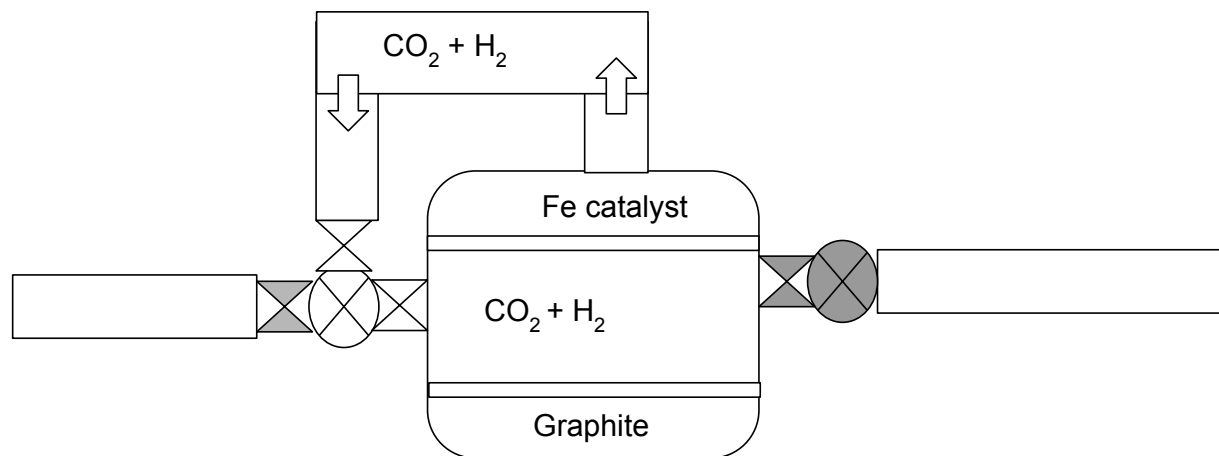 CO₂ + H₂
Fe catalyst
CO₂ + H₂
Graphite